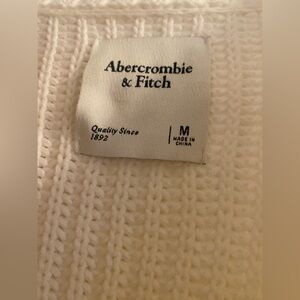 Abercrombie
& Fitch
Quality Since
1892
M
MADE IN
CHINA